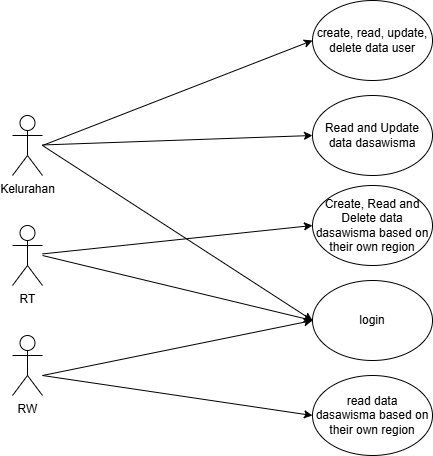 create, read, update,
delete data user
Read and Update
data dasawisma
Kelurahan
Create, Read and
Delete data
dasawisma based on
their own region
RT
login
RW
read data
dasawisma based on
their own region